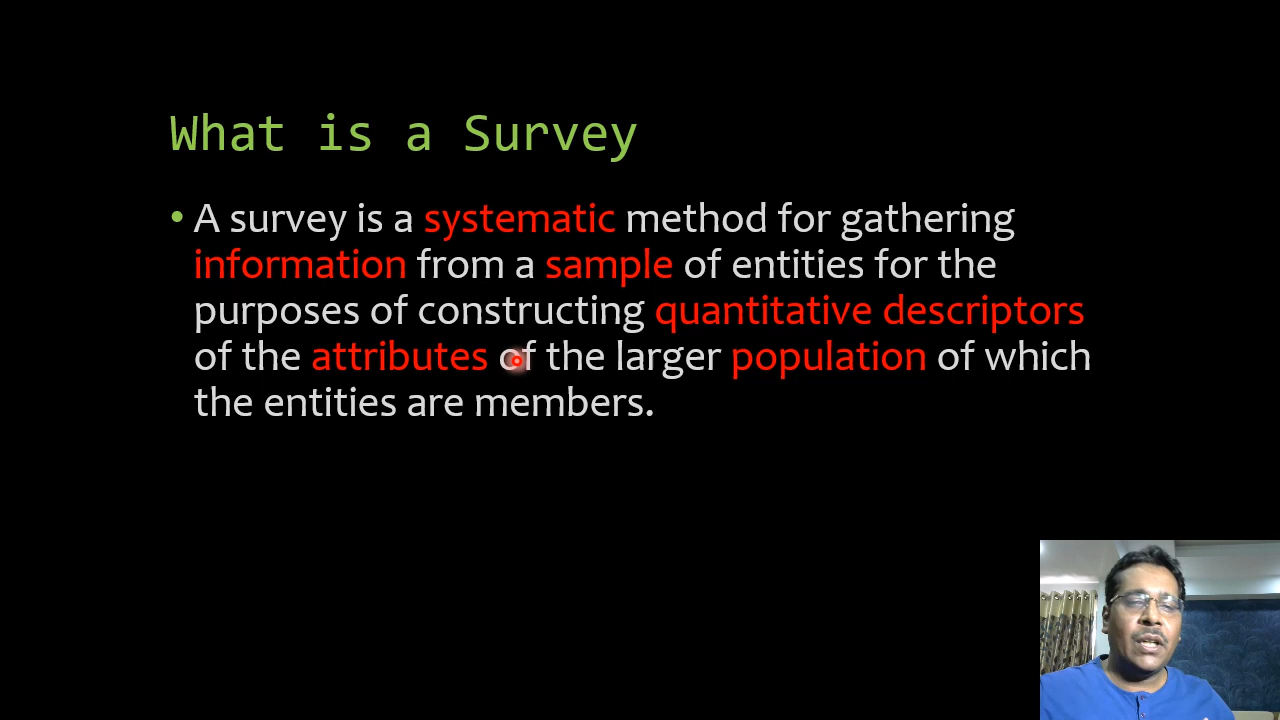 What is a Survey
• A survey is a systematic method for gathering
information from a sample of entities for the
purposes of constructing quantitative descriptors
of the attributes of the larger population of which
the entities are members.